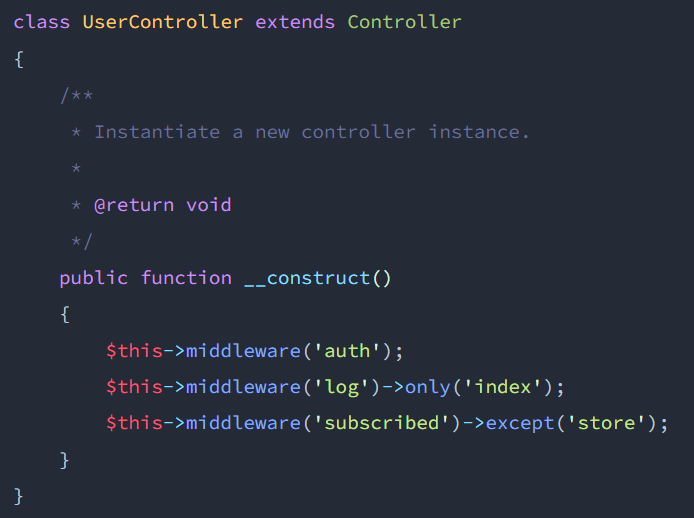 class UserController extends Controller
{
    /**
     * Instantiate a new controller instance.
     *
     * @return void
     */
    public function __construct()
    {
        $this->middleware('auth');
        $this->middleware('log')->only('index');
        $this->middleware('subscribed')->except('store');
    }
}